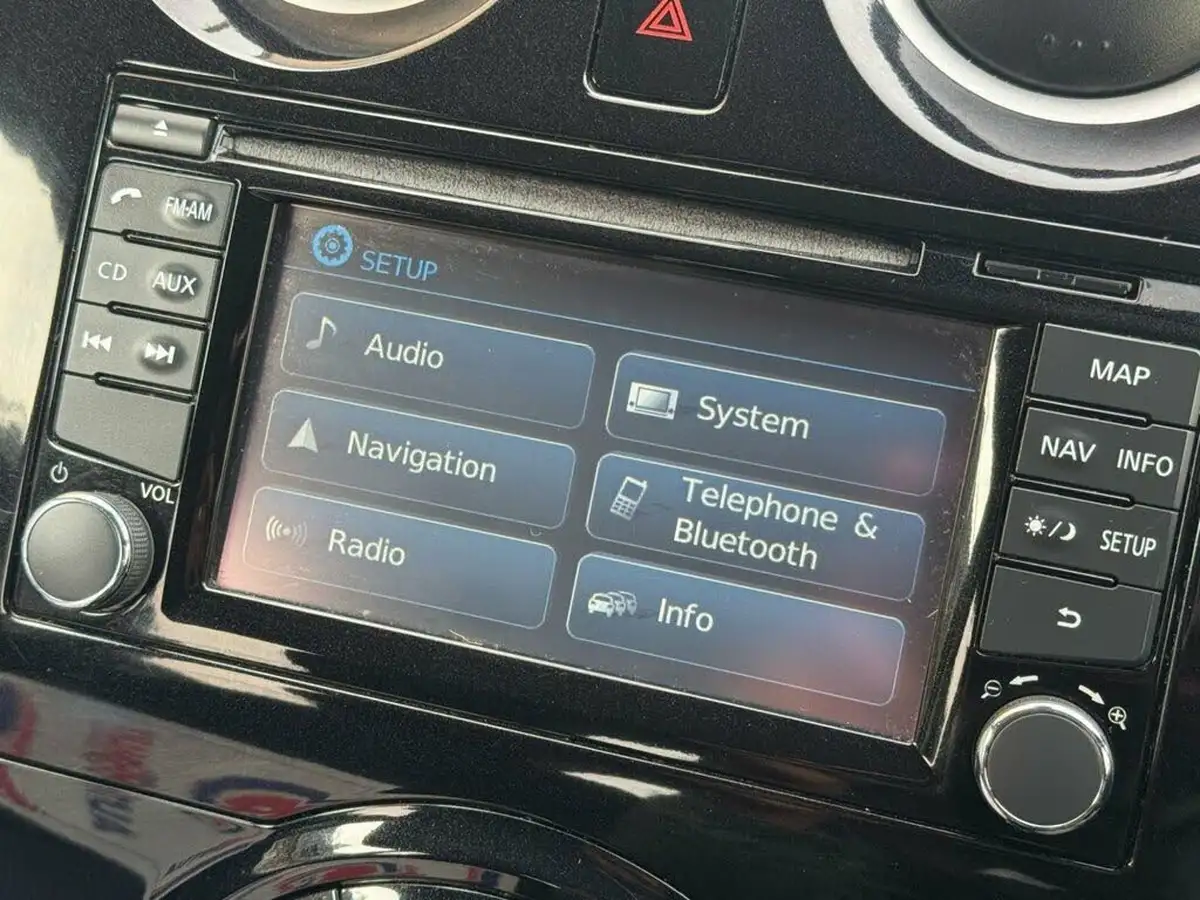 FM·AM
CD AUX
VOL
SETUP
Audio
Navigation
Radio
System
Telephone &
Bluetooth
Info
MAP
NAV INFO
SETUP